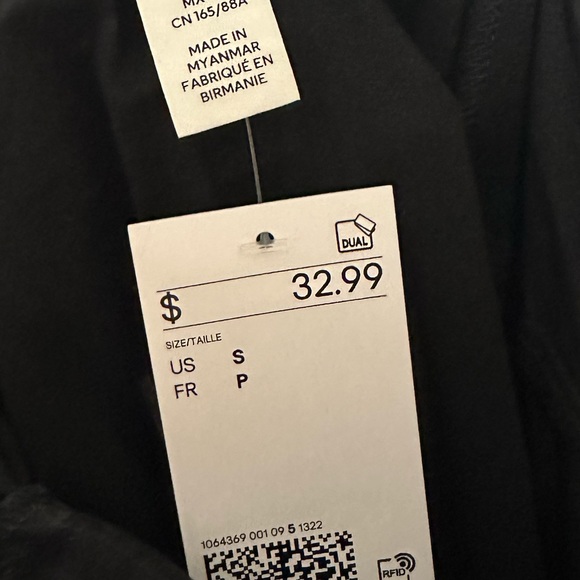 CN 165/88A
MADE IN
MYANMAR
FABRIQUÉ EN
BIRMANIE
DUAL
$ 32.99
SIZE/TAILLE
US S
FR P
1064369 001 09 5 1322
RFID